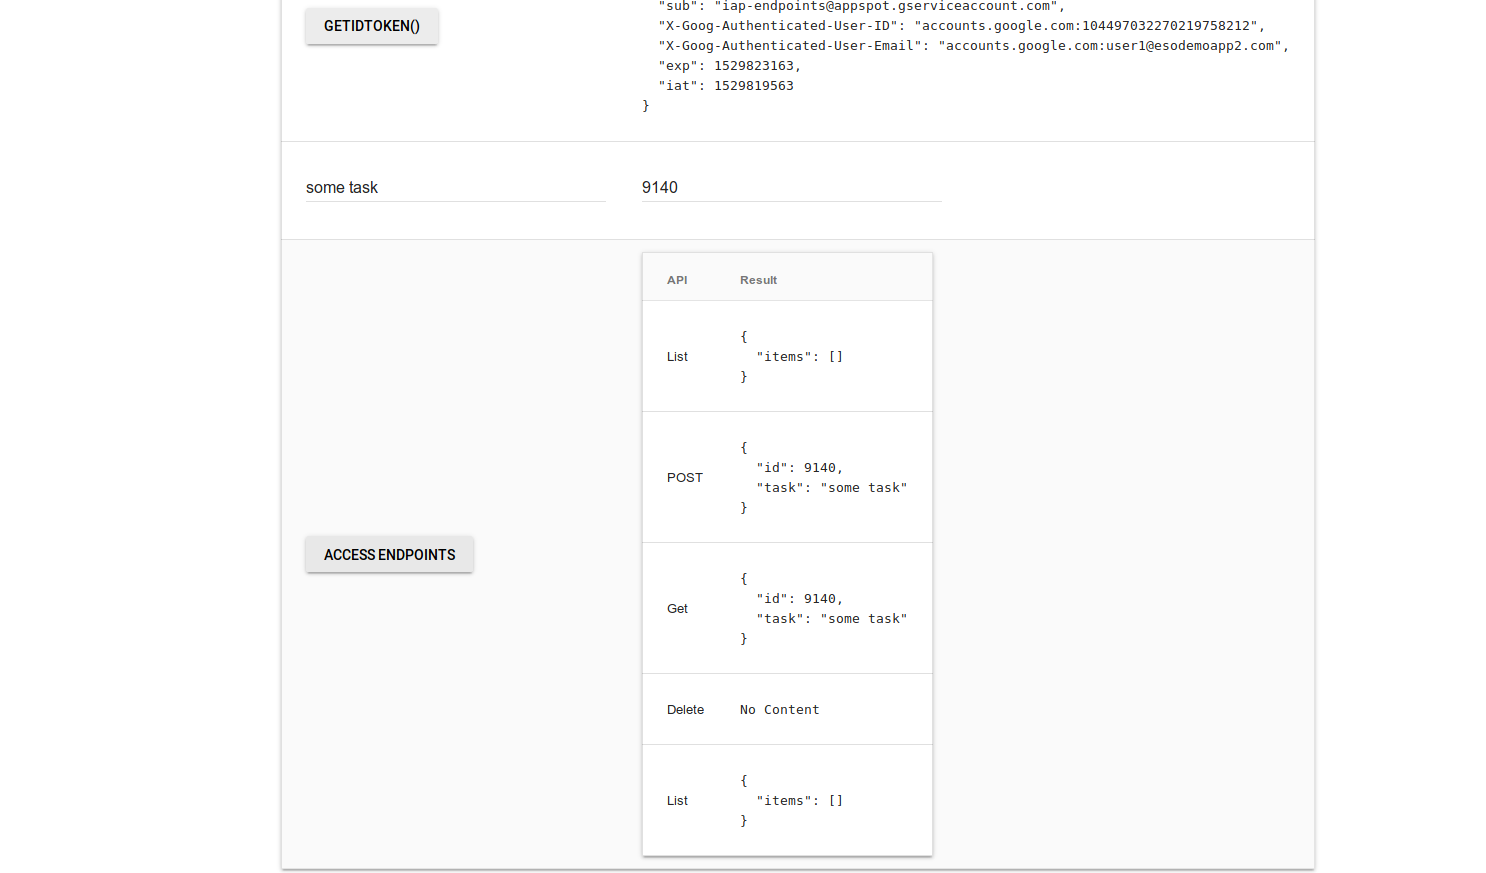 "sub": "iap-endpoints@appspot.gserviceaccount.com",
GETIDTOKEN()
"X-Goog-Authenticated-User-ID": "accounts.google.com:104497032270219758212",
"X-Goog-Authenticated-User-Email": "accounts.google.com:user1@esodemoapp2.com",
"exp": 1529823163,
"iat": 1529819563
}
some task 9140
API Result
{
List "items": []
}
{
"id": 9140,
POST
"task": "some task"
}
ACCESS ENDPOINTS
{
"id": 9140,
Get
"task": "some task"
}
Delete No Content
{
List "items": []
}